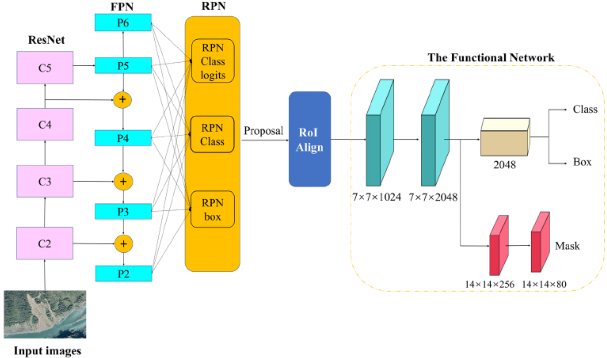 FPN
RPN
ResNet
P6
C5
P5
RPN
Class
logits
C4
P4
RPN
Class
Proposal
RoI
Align
C3
P3
RPN
box
C2
P2
Input images
The Functional Network
7×7×1024
7×7×2048
2048
Class
Box
14×14×256
14×14×80
Mask
+
+
+